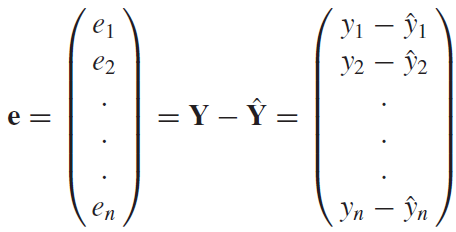 e = ( e1 e2 . . . en ) = Y − Ŷ = ( y1 − ŷ1 y2 − ŷ2 . . . yn − ŷn )